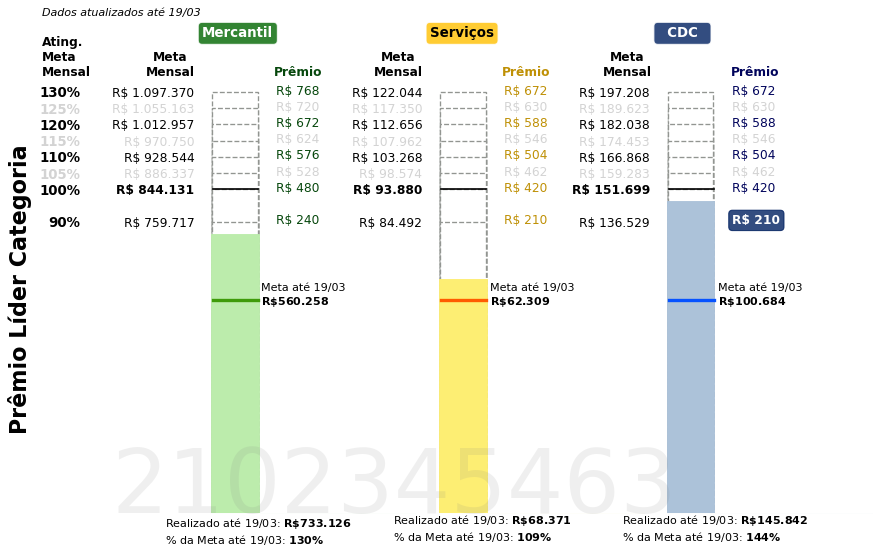 Dados atualizados até 19/03
Mercantil Serviços CDC
Ating. Meta Mensal Meta Mensal Prêmio Meta Mensal Prêmio Meta Mensal Prêmio
130% R$ 1.097.370 R$ 768 R$ 122.044 R$ 672 R$ 197.208 R$ 672
125% R$ 1.055.163 R$ 720 R$ 117.350 R$ 630 R$ 189.623 R$ 630
120% R$ 1.012.957 R$ 672 R$ 112.656 R$ 588 R$ 182.038 R$ 588
115% R$ 970.750 R$ 624 R$ 107.962 R$ 546 R$ 174.453 R$ 546
110% R$ 928.544 R$ 576 R$ 103.268 R$ 504 R$ 166.868 R$ 504
105% R$ 886.337 R$ 528 R$ 98.574 R$ 462 R$ 159.283 R$ 462
100% R$ 844.131 R$ 480 R$ 93.880 R$ 420 R$ 151.699 R$ 420
90% R$ 759.717 R$ 240 R$ 84.492 R$ 210 R$ 136.529 R$ 210
Meta até 19/03 Meta até 19/03 Meta até 19/03
R$560.258 R$62.309 R$100.684
Prêmio Líder Categoria
2102345463
Realizado até 19/03: R$733.126 Realizado até 19/03: R$68.371 Realizado até 19/03: R$145.842
% da Meta até 19/03: 130% % da Meta até 19/03: 109% % da Meta até 19/03: 144%